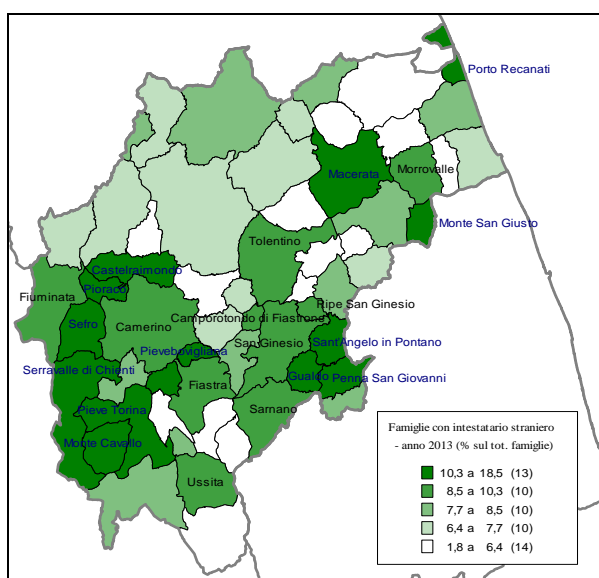 Porto Recanati
Macerata
Morrovalle
Monte San Giusto
Tolentino
Castelraimondo
Pioraco
Fiuminata
Sefro
Camerino
Camporotondo di Fiastrone
Ripe San Ginesio
San Ginesio
Sant'Angelo in Pontano
Pievebovigliana
Serravalle di Chienti
Fiastra
Gualdo
Penna San Giovanni
Pieve Torina
Sarnano
Monte Cavallo
Ussita
Famiglie con intestatario straniero
- anno 2013 (% sul tot. famiglie)
10,3 a 18,5 (13)
8,5 a 10,3 (10)
7,7 a 8,5 (10)
6,4 a 7,7 (10)
1,8 a 6,4 (14)